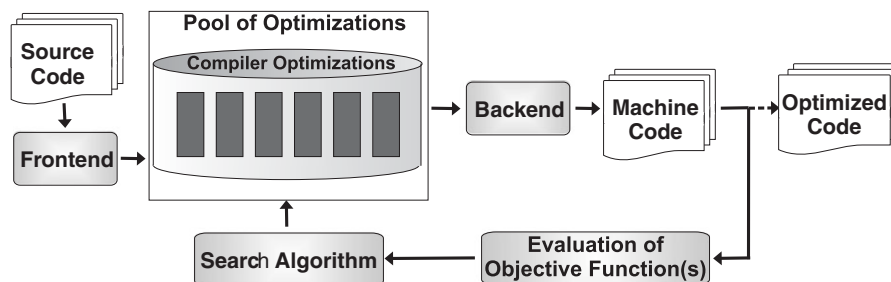 Pool of Optimizations
Source
Code
Compiler Optimizations
Frontend
Backend
Machine
Code
Optimized
Code
Search Algorithm
Evaluation of
Objective Function(s)